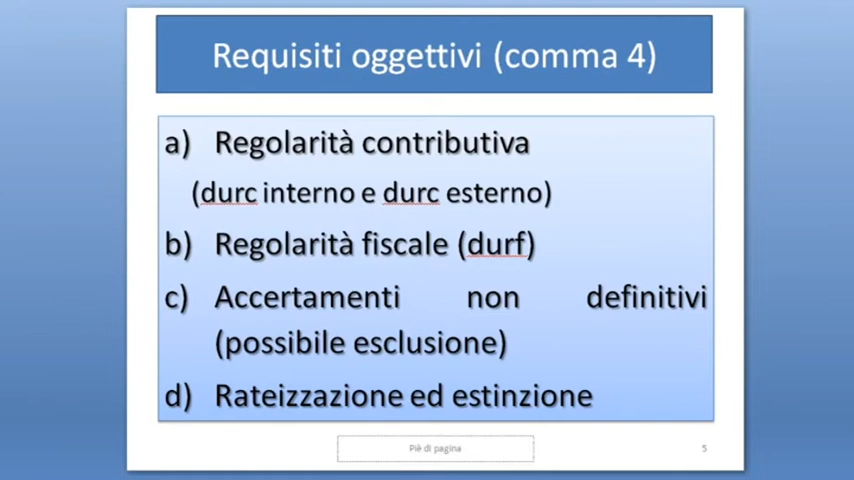 Requisiti oggettivi (comma 4)
a) Regolarità contributiva
(durc interno e durc esterno)
b) Regolarità fiscale (durf)
c) Accertamenti non definitivi
(possibile esclusione)
d) Rateizzazione ed estinzione
Piè di pagina
5